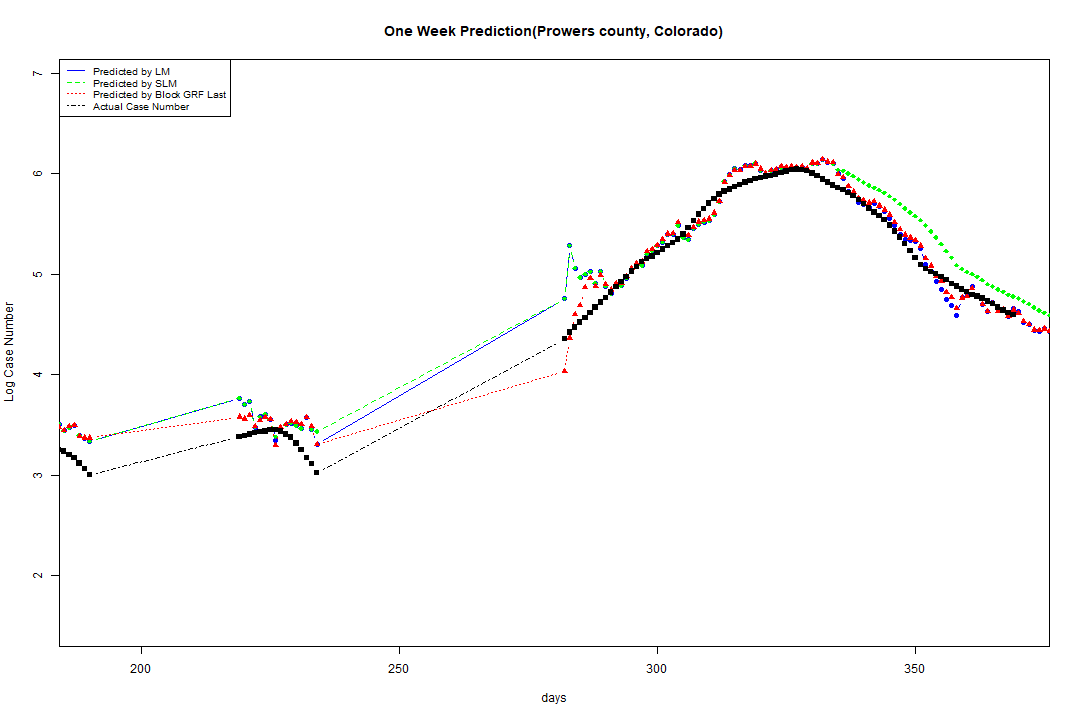 One Week Prediction(Prowers county, Colorado)
Predicted by LM
Predicted by SLM
Predicted by Block GRF Last
Actual Case Number
Log Case Number
7
6
5
4
3
2
200
250
300
350
days